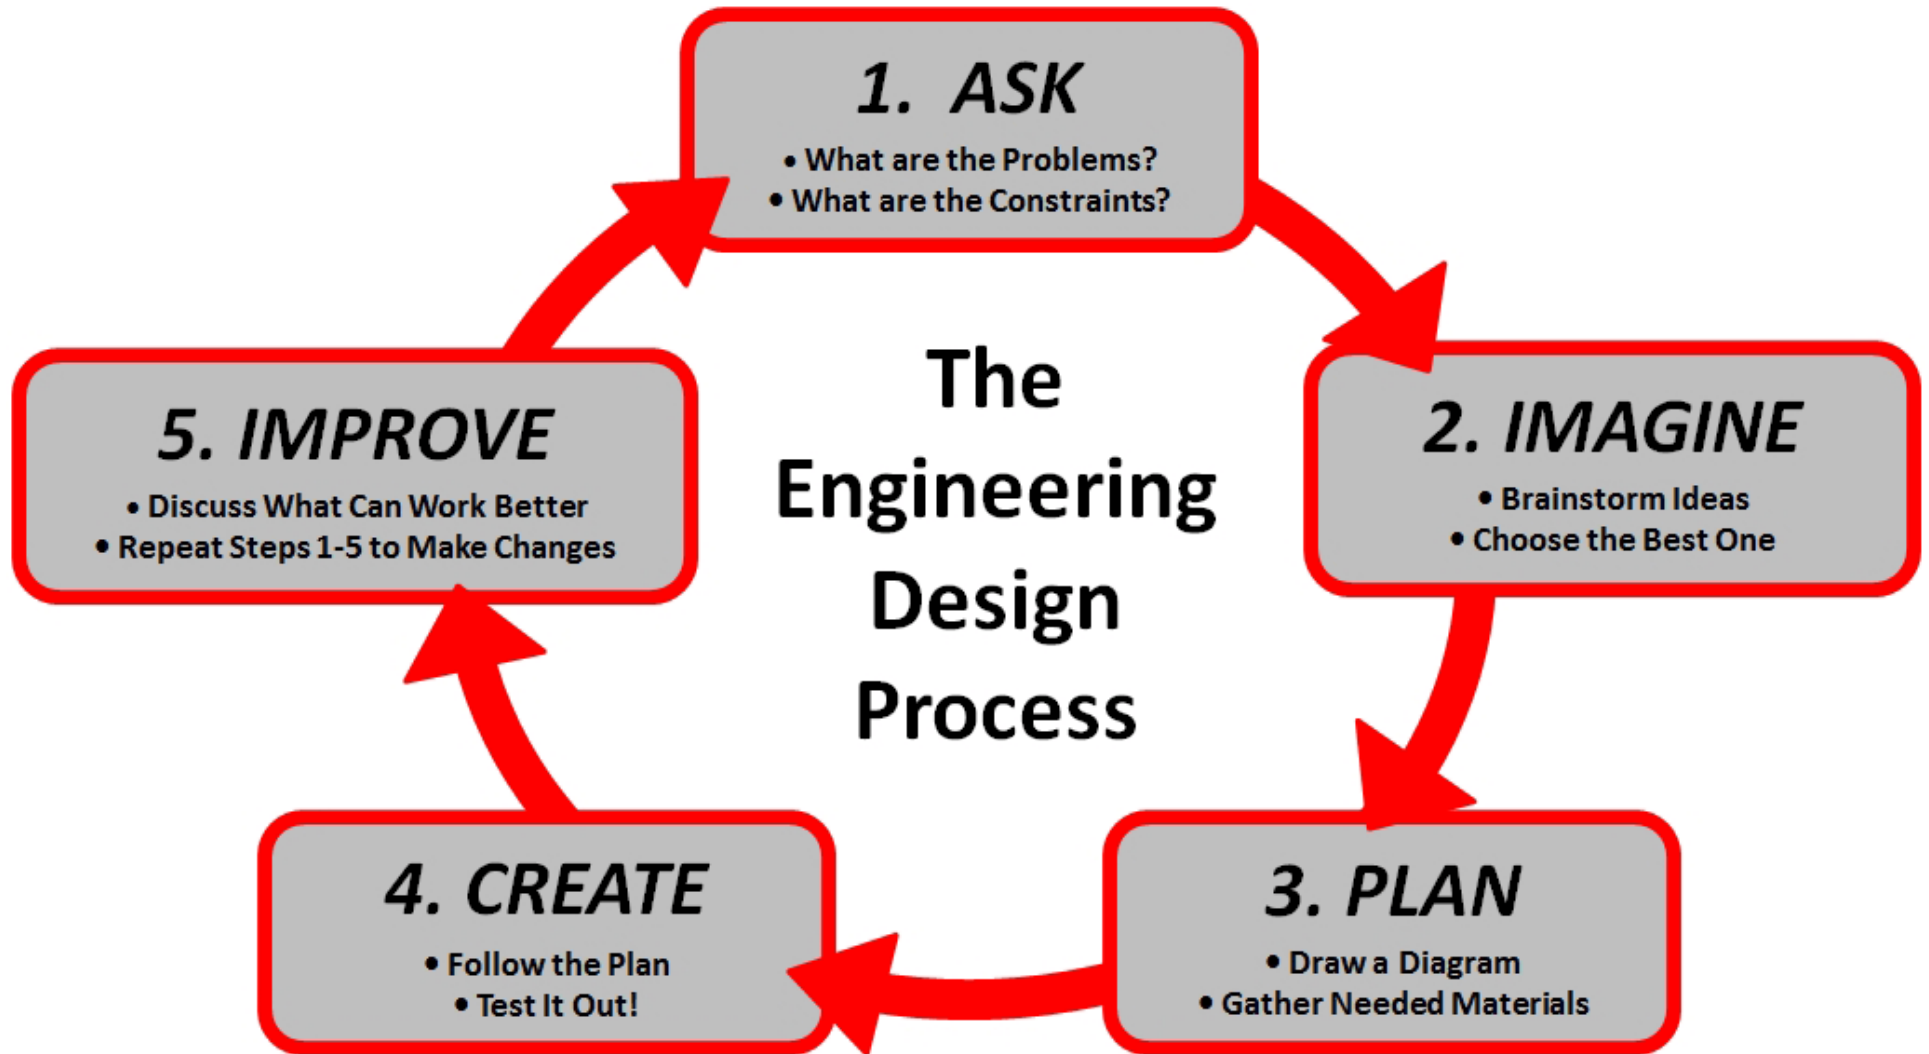 1. ASK
• What are the Problems?
• What are the Constraints?
The
Engineering
Design
Process
2. IMAGINE
• Brainstorm Ideas
• Choose the Best One
3. PLAN
• Draw a Diagram
• Gather Needed Materials
4. CREATE
• Follow the Plan
• Test It Out!
5. IMPROVE
• Discuss What Can Work Better
• Repeat Steps 1-5 to Make Changes